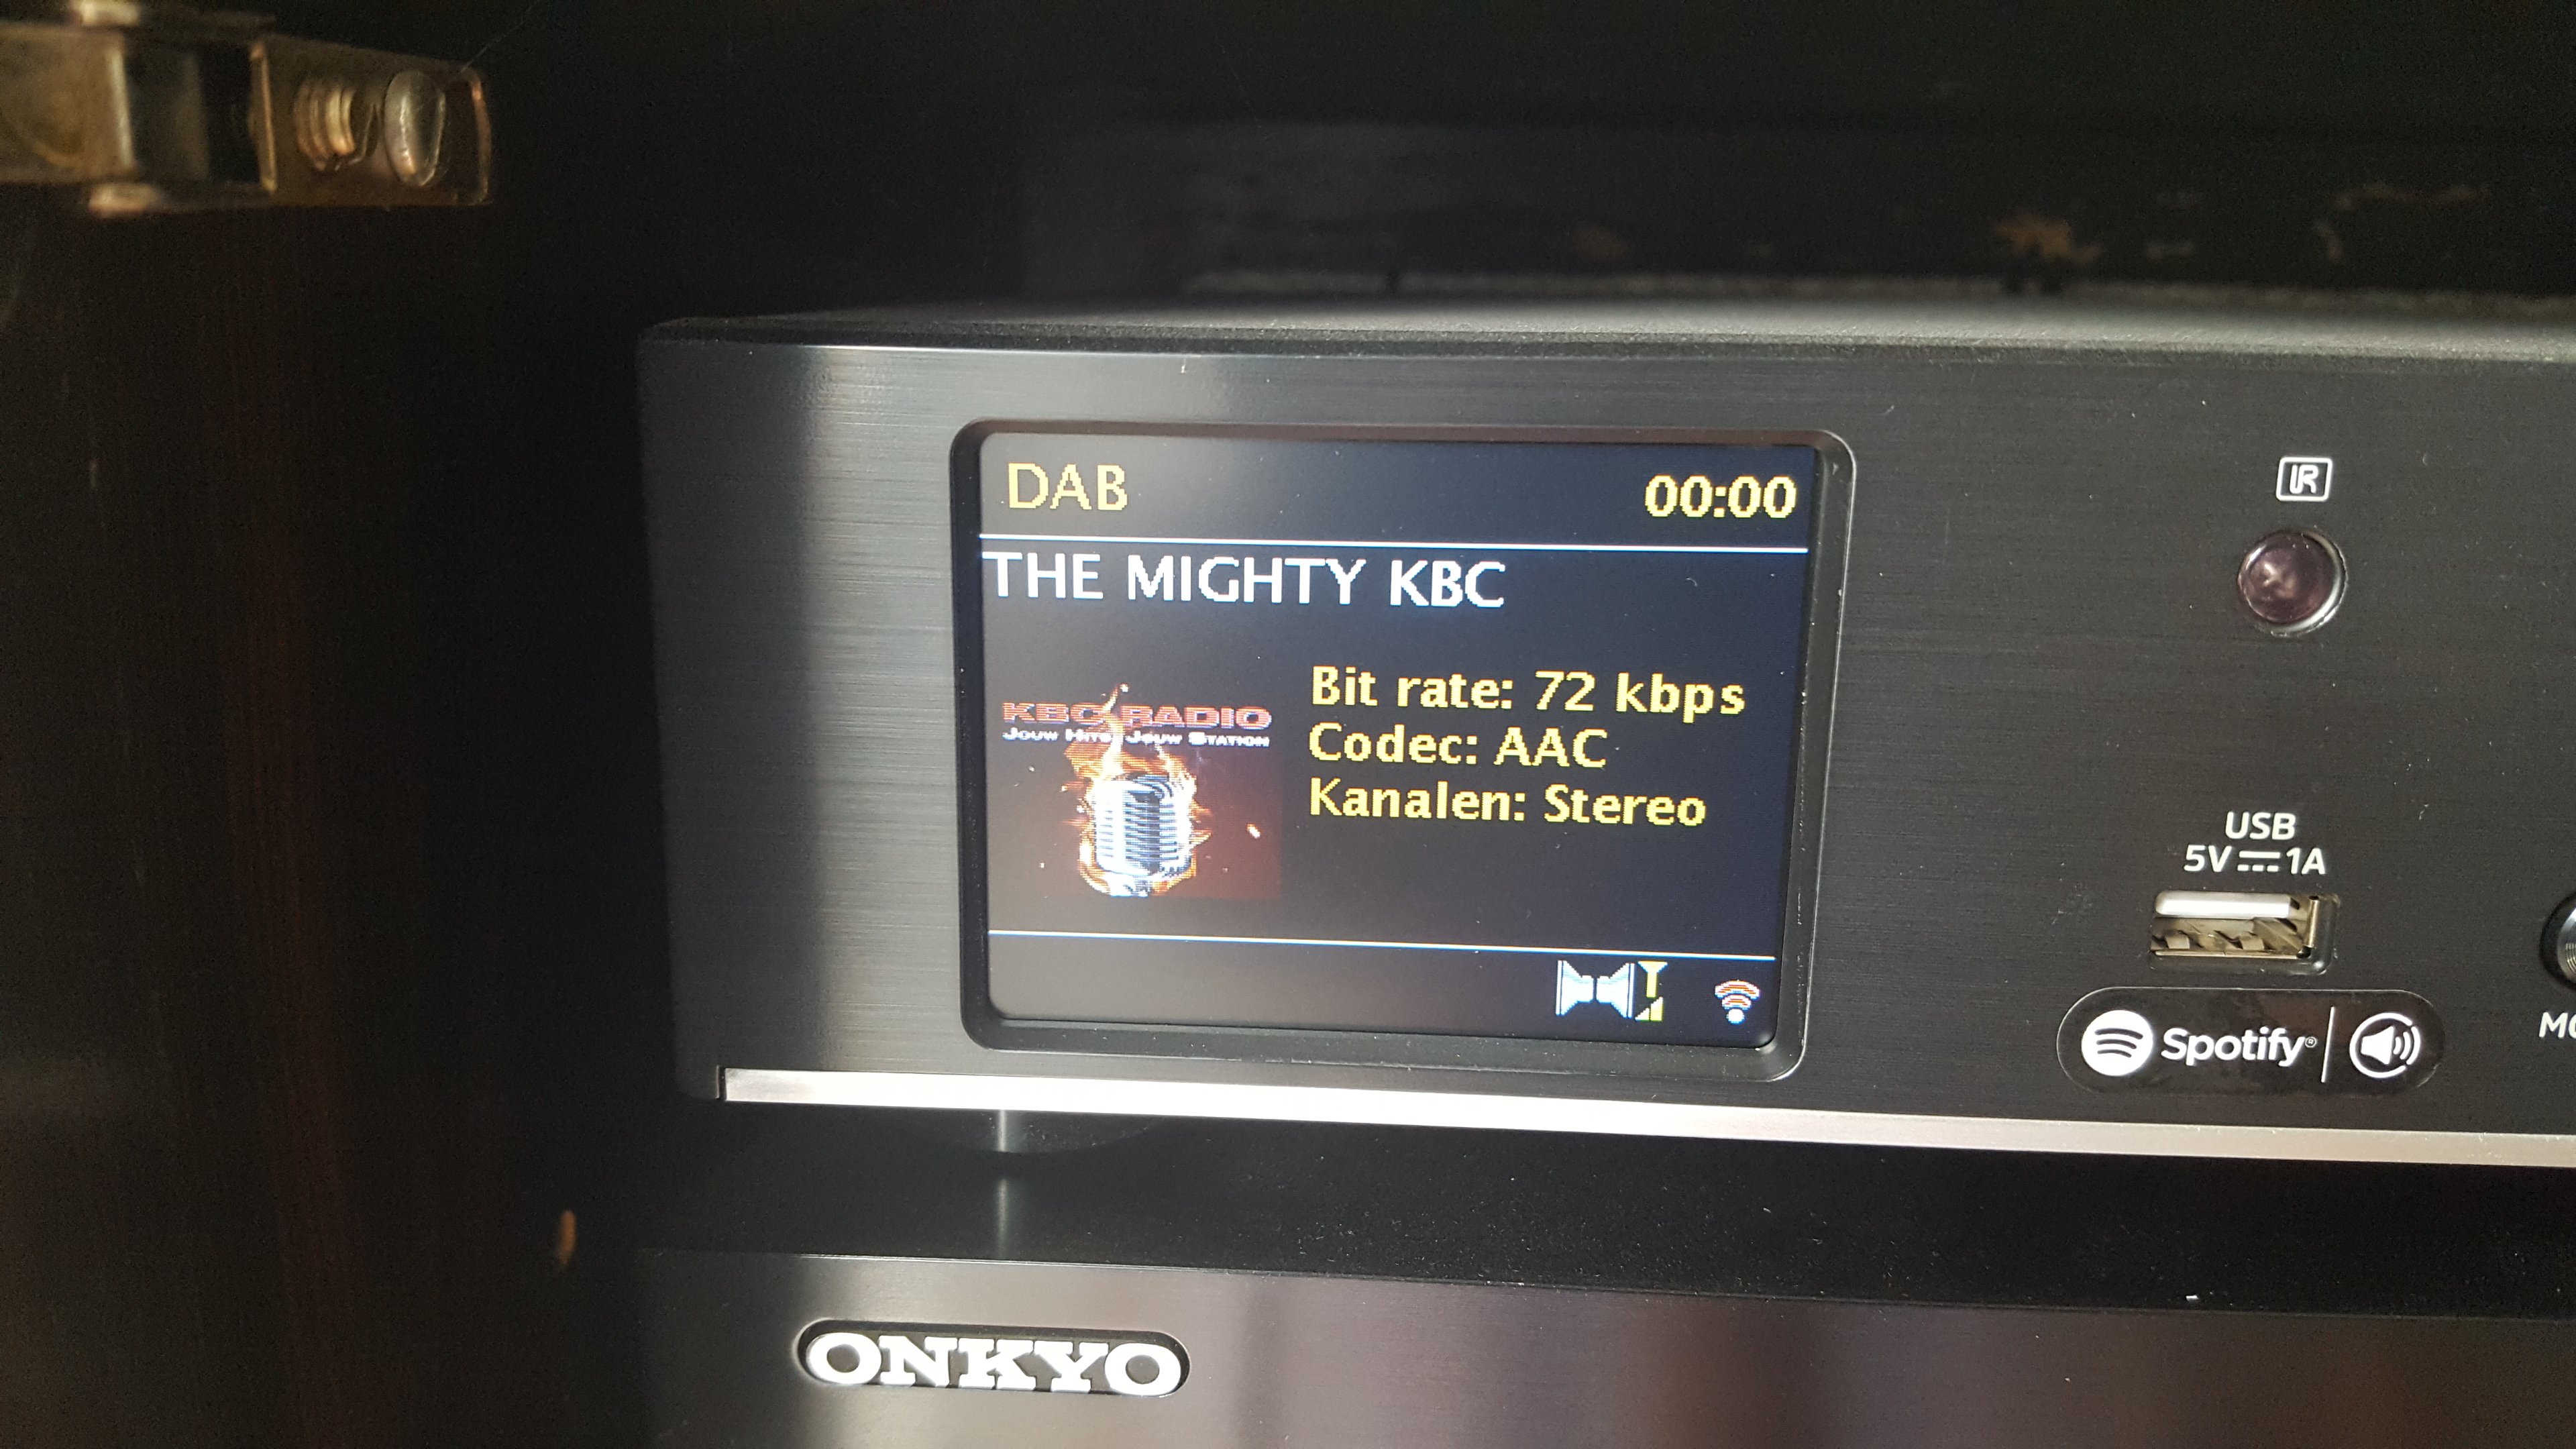 DAB
00:00
THE MIGHTY KBC
KBC RADIO
Jouw Hits Jouw Station
Bit rate: 72 kbps
Codec: AAC
Kanalen: Stereo
IR
USB
5V 1A
Spotify®
ONKYO